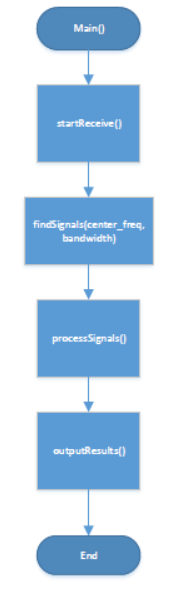 Main()
startReceive()
findSignals(center_freq,
bandwidth)
processSignals()
outputResults()
End